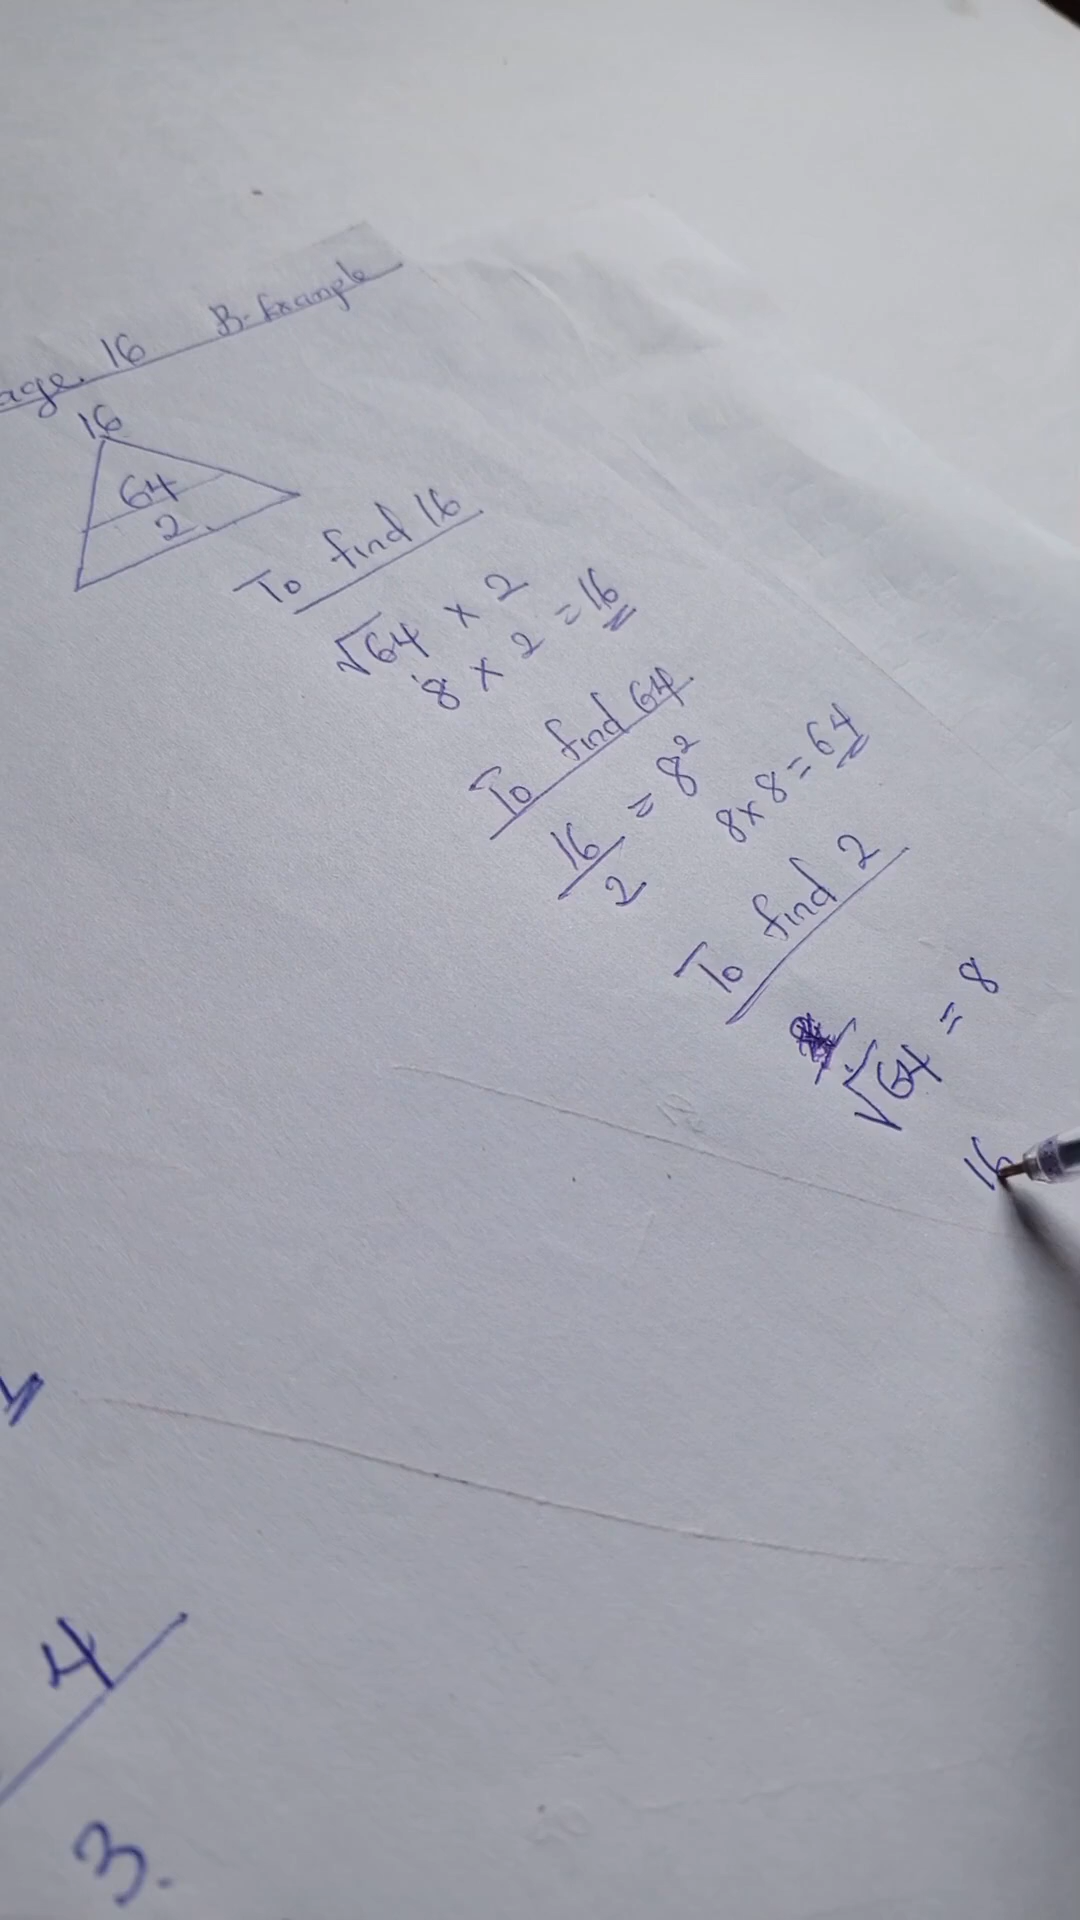 age. 16 B. Example
16
64
2
To find 16
√64 × 2
8 × 2 = 16
To find 64
16/2 = 8²
8×8 = 64
To find 2
√64 = 8
16
4
3.